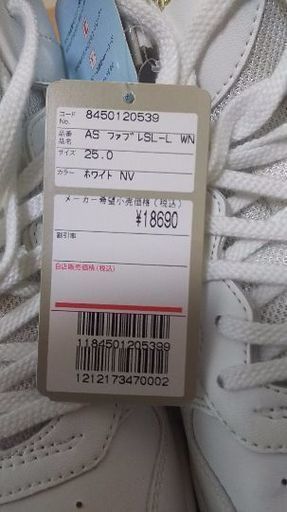 コード No. 8450120539
品番 品名 AS ファブレSL-L WN
サイズ 25.0
カラー ホワイト NV
メーカー希望小売価格(税込)
¥18690
割引率
当店販売価格(税込)
1184501205399
1212173470002